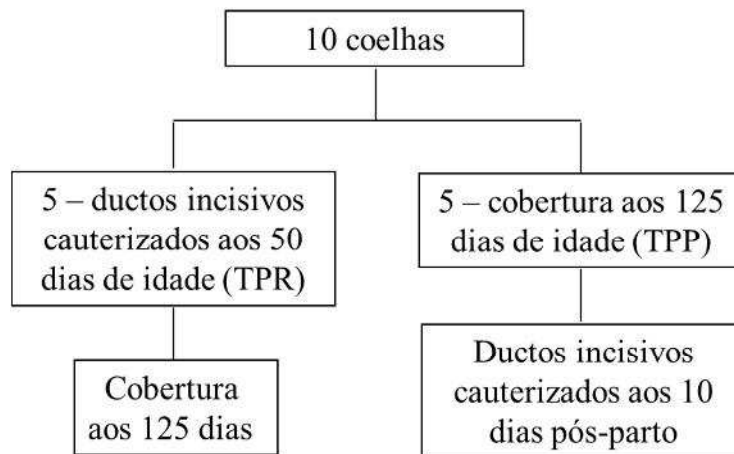 10 coelhas
5 – ductos incisivos
cauterizados aos 50
dias de idade (TPR)
5 – cobertura aos 125
dias de idade (TPP)
Cobertura
aos 125 dias
Ductos incisivos
cauterizados aos 10
dias pós-parto